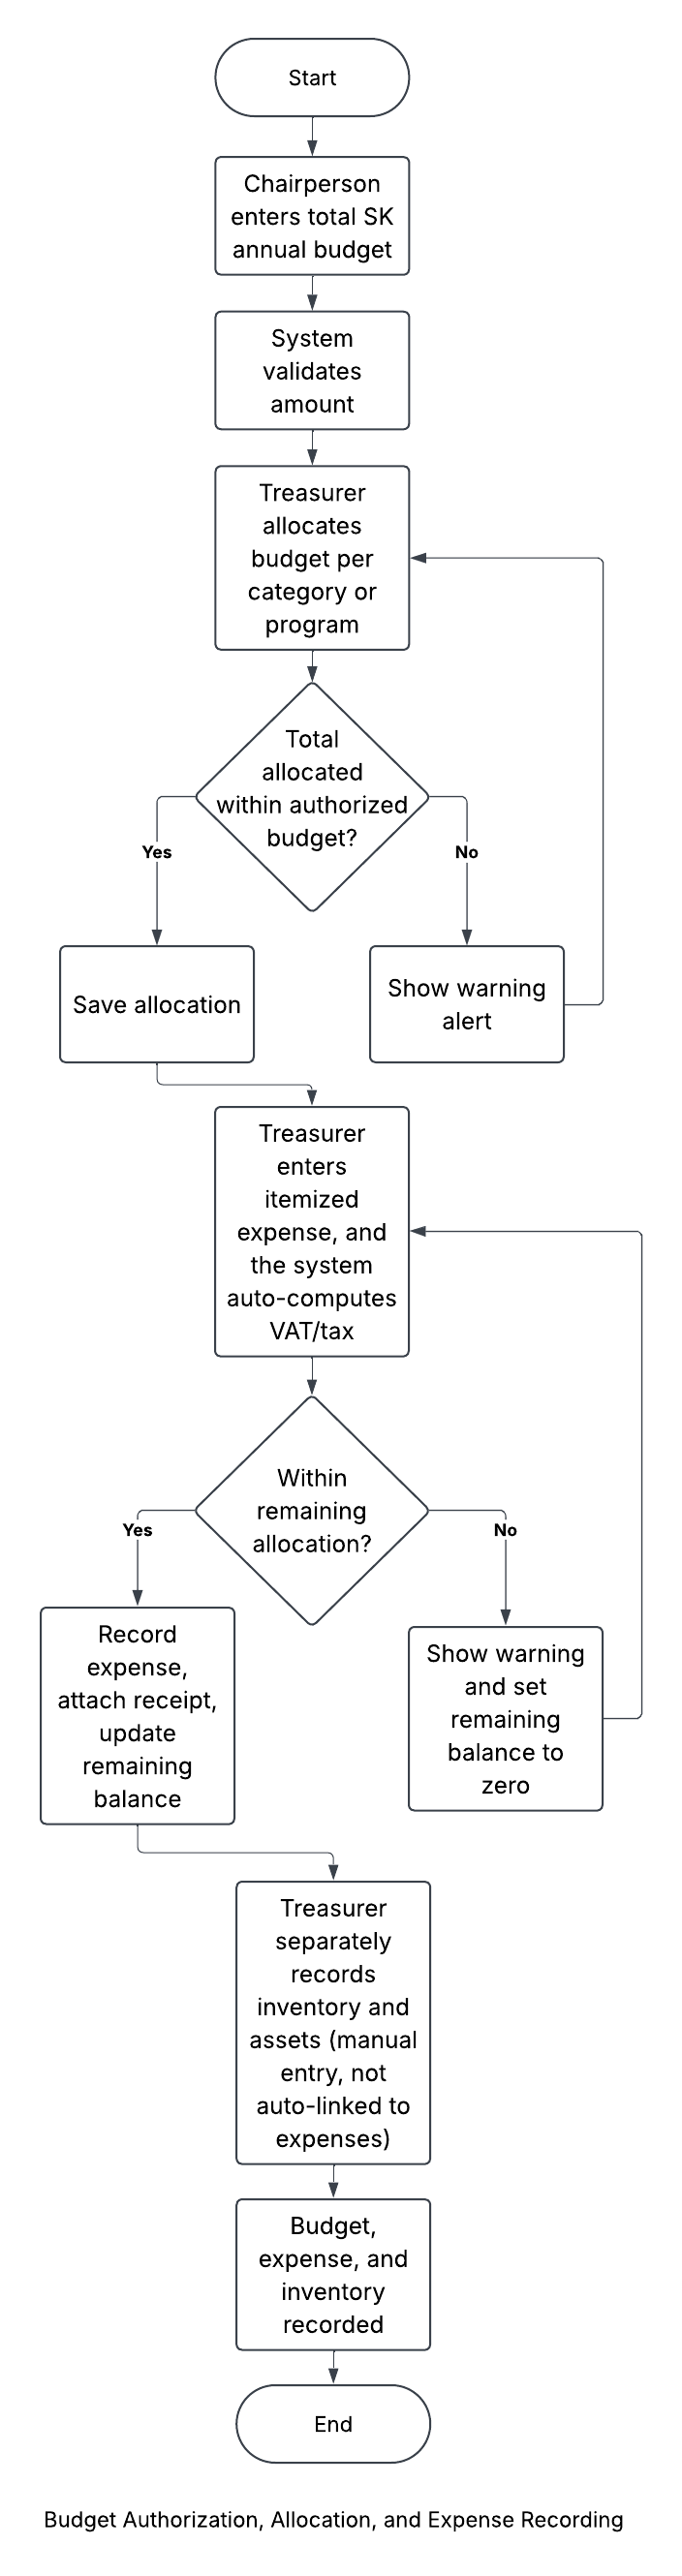 Start
Chairperson
enters total SK
annual budget
System
validates
amount
Treasurer
allocates
budget per
category or
program
Total
allocated
within authorized
budget?
Yes
No
Save allocation
Show warning
alert
Treasurer
enters
itemized
expense, and
the system
auto-computes
VAT/tax
Within
remaining
allocation?
Yes
No
Record
expense,
attach receipt,
update
remaining
balance
Show warning
and set
remaining
balance to
zero
Treasurer
separately
records
inventory and
assets (manual
entry, not
auto-linked to
expenses)
Budget,
expense, and
inventory
recorded
End
Budget Authorization, Allocation, and Expense Recording